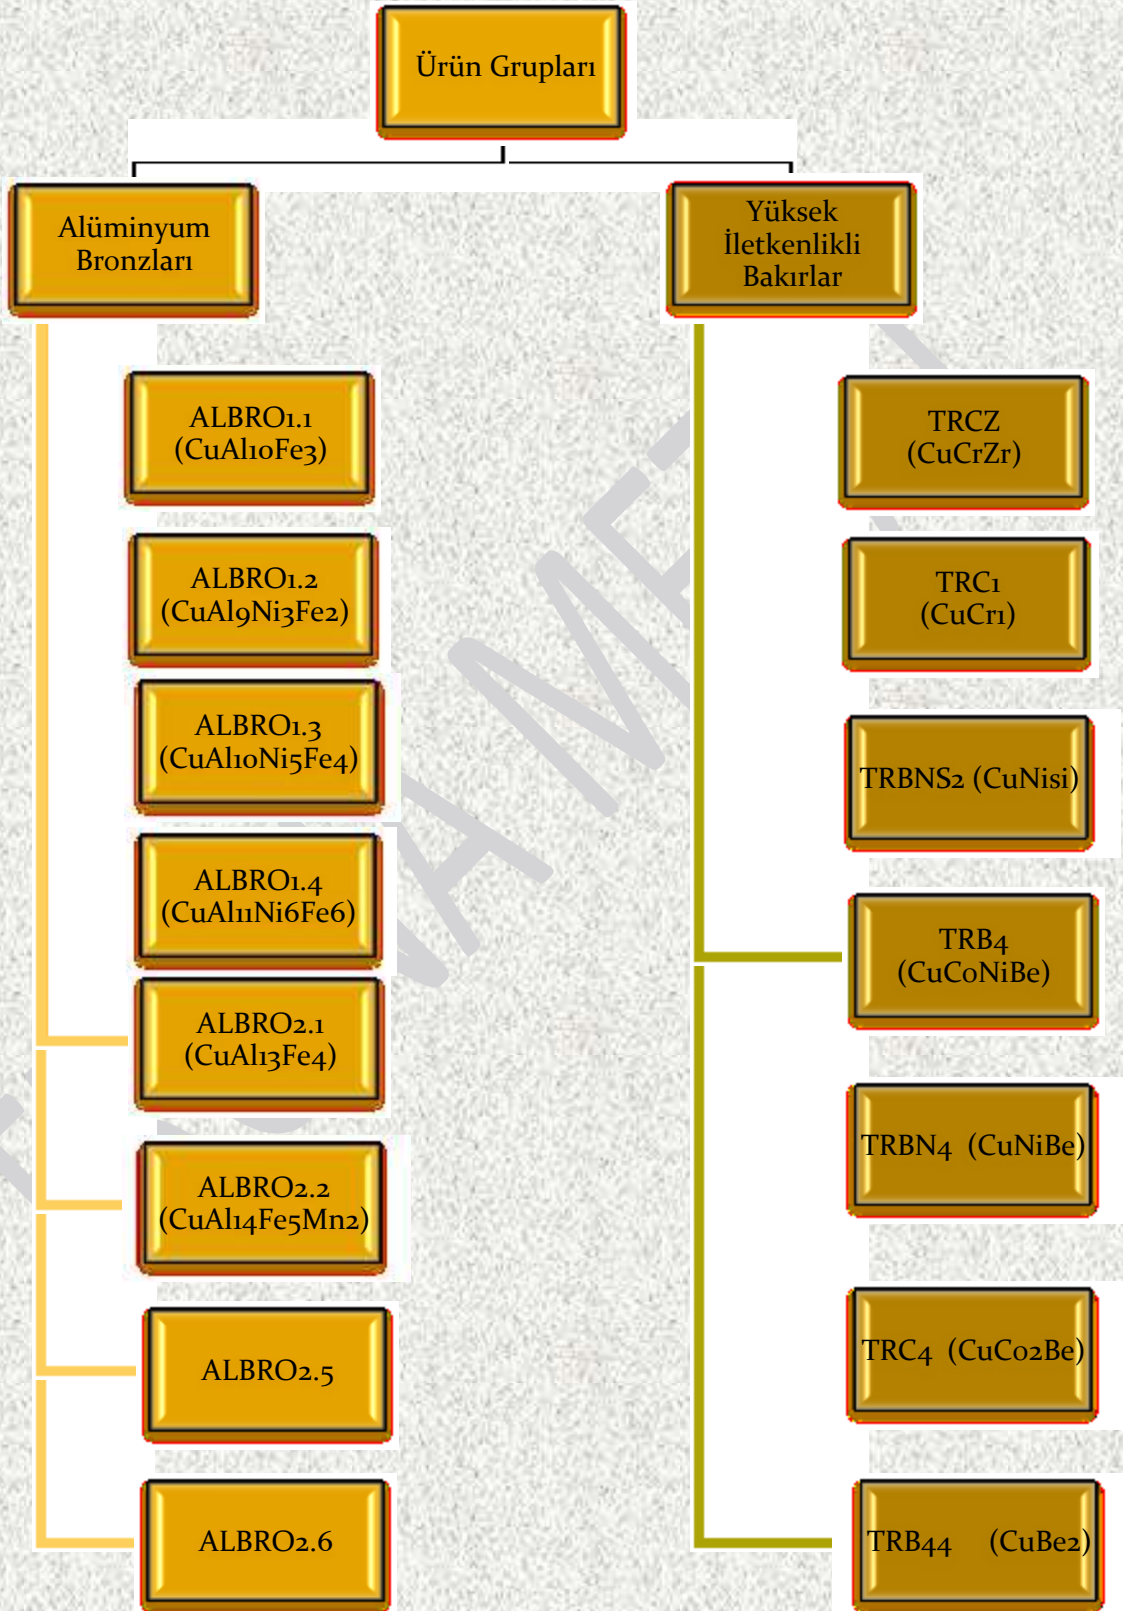 Ürün Grupları
Alüminyum
Bronzları
ALBRO1.1
(CuAl10Fe3)
ALBRO1.2
(CuAl9Ni3Fe2)
ALBRO1.3
(CuAl10Ni5Fe4)
ALBRO1.4
(CuAl11Ni6Fe6)
ALBRO2.1
(CuAl13Fe4)
ALBRO2.2
(CuAl14Fe5Mn2)
ALBRO2.5
ALBRO2.6
Yüksek
İletkenlikli
Bakırlar
TRCZ
(CuCrZr)
TRC1
(CuCr1)
TRBNS2 (CuNisi)
TRB4
(CuCoNiBe)
TRBN4 (CuNiBe)
TRC4 (CuCo2Be)
TRB44 (CuBe2)